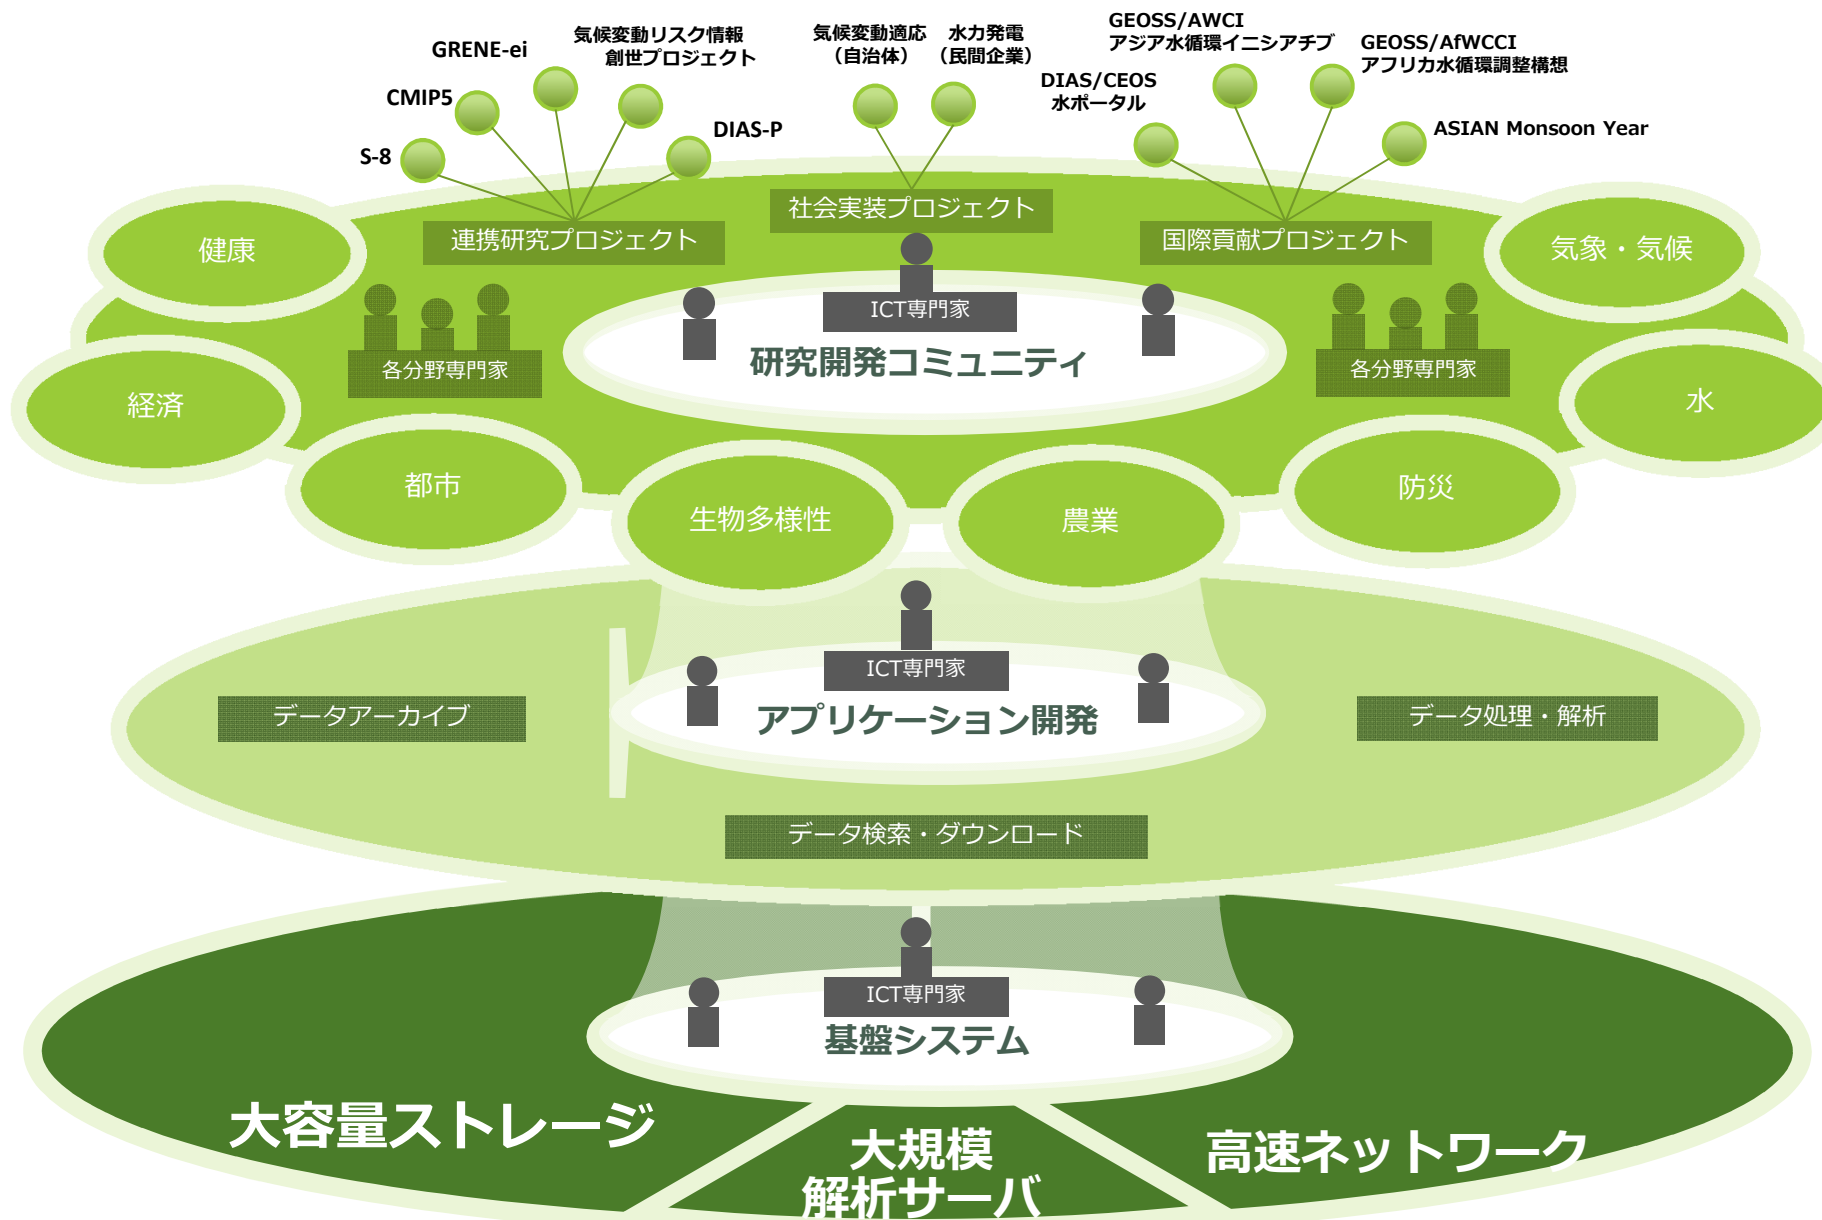 GRENE-ei
気候変動リスク情報
創世プロジェクト
CMIP5
S-8
DIAS-P
気候変動適応
（自治体）
水力発電
（民間企業）
GEOSS/AWCI
アジア水循環イニシアチブ
GEOSS/AfWCCI
アフリカ水循環調整構想
DIAS/CEOS
水ポータル
ASIAN Monsoon Year
連携研究プロジェクト
社会実装プロジェクト
国際貢献プロジェクト
健康
気象・気候
ICT専門家
研究開発コミュニティ
各分野専門家
各分野専門家
経済
水
都市
防災
生物多様性
農業
ICT専門家
アプリケーション開発
データアーカイブ
データ処理・解析
データ検索・ダウンロード
ICT専門家
基盤システム
大容量ストレージ
大規模
解析サーバ
高速ネットワーク